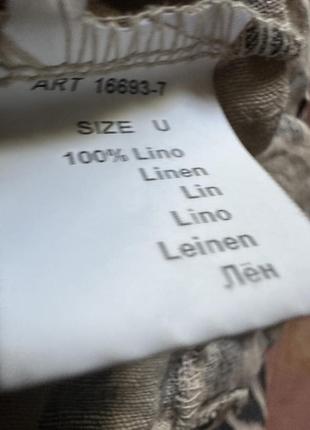 ART 16693-7
SIZE U
100% Lino
Linen
Lin
Lino
Leinen
Лён